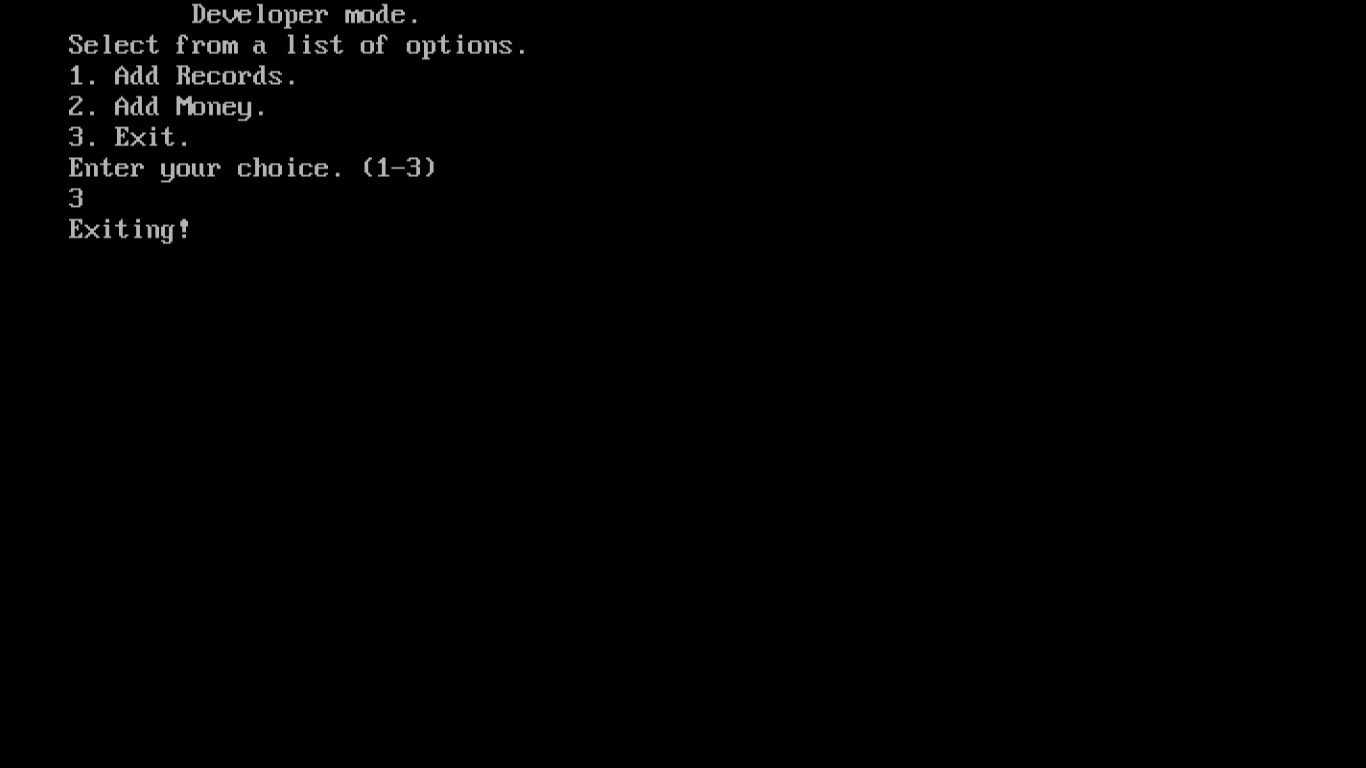 Developer mode.
Select from a list of options.
1. Add Records.
2. Add Money.
3. Exit.
Enter your choice. (1-3)
3
Exiting!